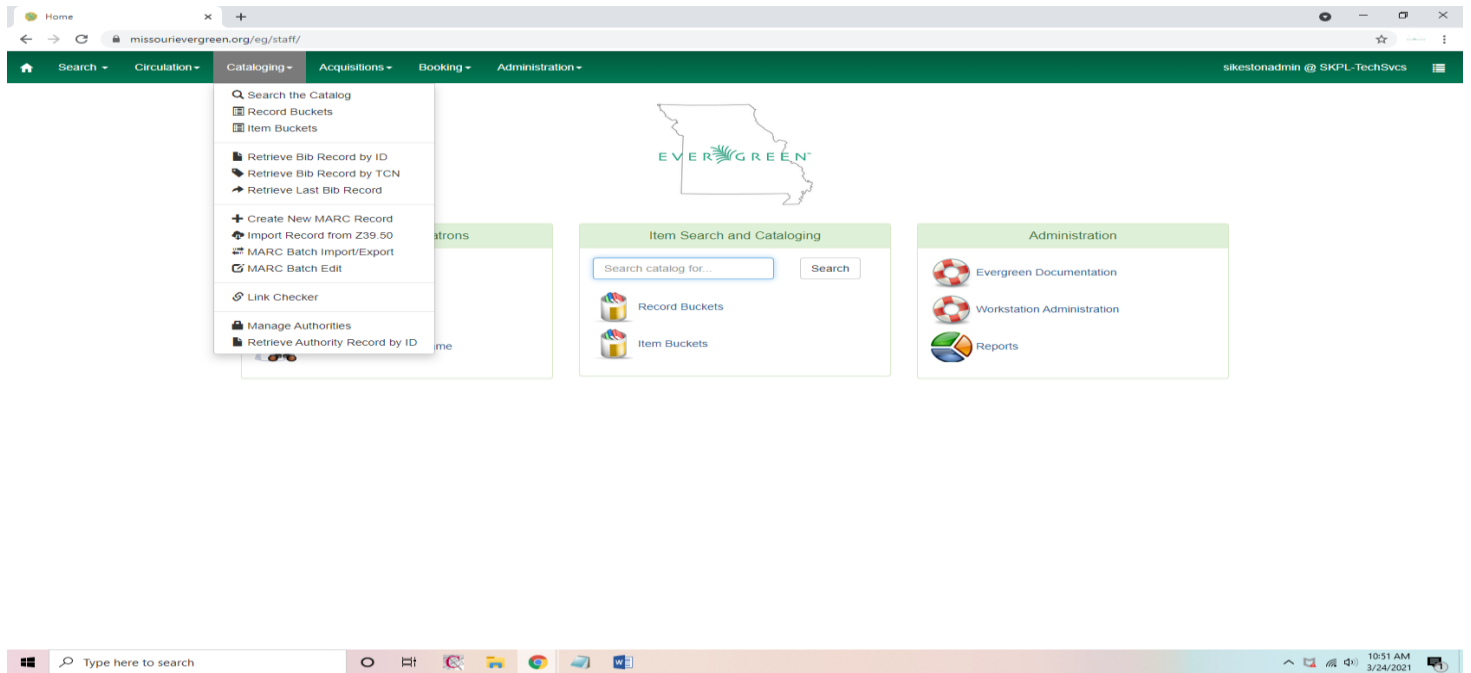 Home
missourievergreen.org/eg/staff/
Search Circulation Cataloging Acquisitions Booking Administration sikestonadmin @ SKPL-TechSvcs
Search the Catalog
Record Buckets
Item Buckets
Retrieve Bib Record by ID
Retrieve Bib Record by TCN
Retrieve Last Bib Record
Create New MARC Record
Import Record from Z39.50
MARC Batch Import/Export
MARC Batch Edit
Link Checker
Manage Authorities
Retrieve Authority Record by ID
EVERGREEN
atrons
me
Item Search and Cataloging
Search catalog for... Search
Record Buckets
Item Buckets
Administration
Evergreen Documentation
Workstation Administration
Reports
Type here to search
10:51 AM
3/24/2021